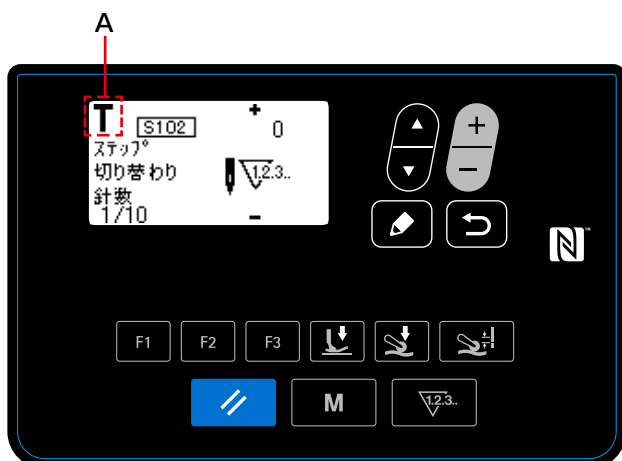 A
T S102 + 0
ステップ
切り替わり 1.2.3..
針数
1/10 -
+
-
N™
F1 F2 F3
M 1.2.3..